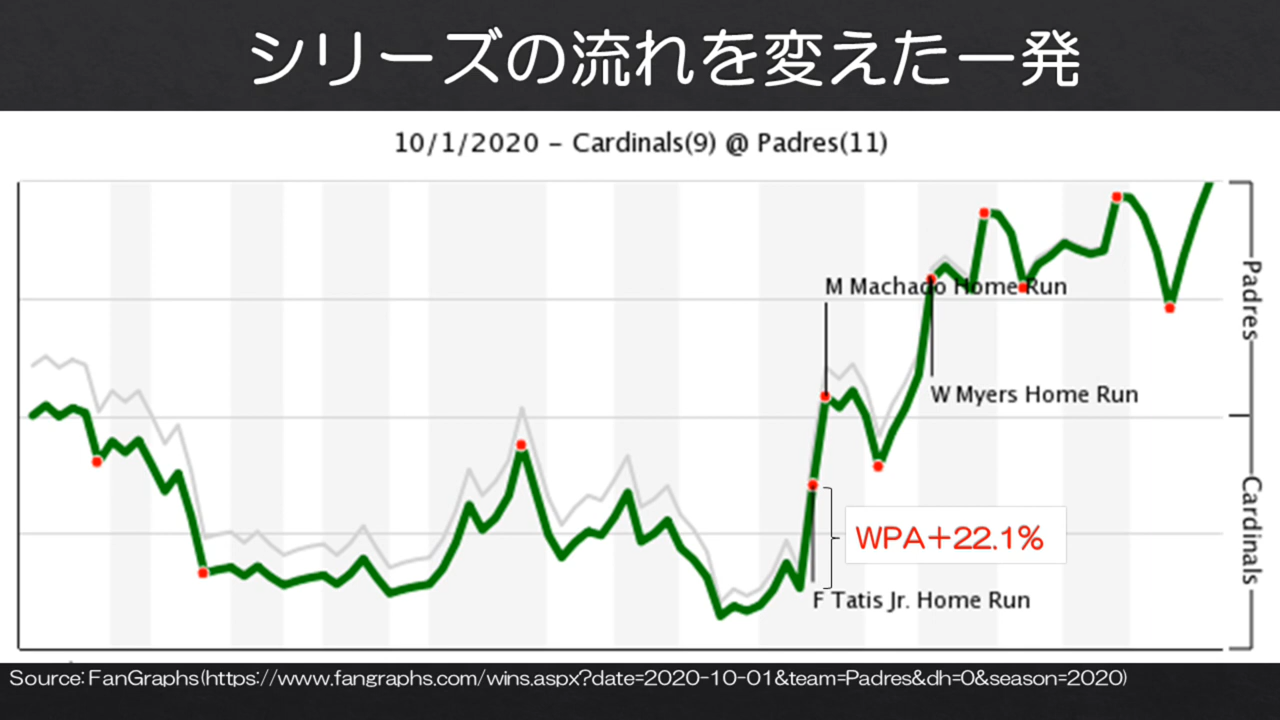 シリーズの流れを変えた一発
10/1/2020 – Cardinals(9) @ Padres(11)
M Machado Home Run
W Myers Home Run
WPA+22.1%
F Tatis Jr. Home Run
Padres
Cardinals
Source: FanGraphs(https://www.fangraphs.com/wins.aspx?date=2020-10-01&team=Padres&dh=0&season=2020)